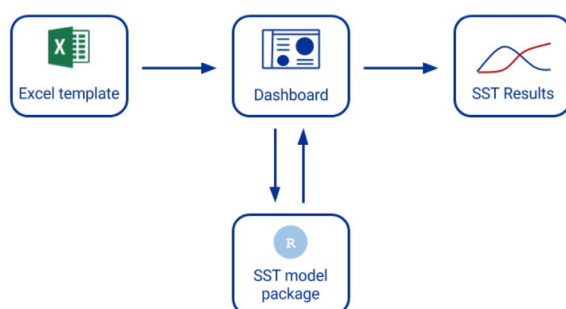 X
Excel template
Dashboard
SST Results
R
SST model
package